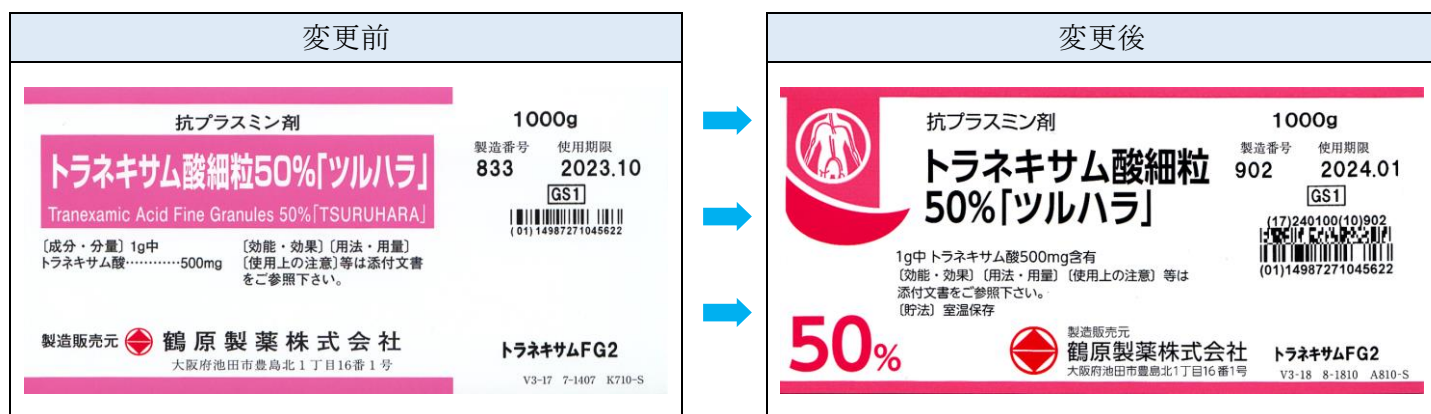 変更前
抗プラスミン剤
トラネキサム酸細粒50%「ツルハラ」
Tranexamic Acid Fine Granules 50%「TSURUHARA」
〔成分・分量〕1g中
トラネキサム酸…………500mg
〔効能・効果〕〔用法・用量〕
〔使用上の注意〕等は添付文書
をご参照下さい。
製造販売元 鶴原製薬株式会社
大阪府池田市豊島北1丁目16番1号
1000g
製造番号 使用期限
833 2023.10
GS1
(01)14987271045622
トラネキサムFG2
V3-17 7-1407 K710-S
変更後
抗プラスミン剤
トラネキサム酸細粒
50%「ツルハラ」
1g中 トラネキサム酸500mg含有
〔効能・効果〕〔用法・用量〕〔使用上の注意〕等は
添付文書をご参照下さい。
〔貯法〕室温保存
50%
製造販売元
鶴原製薬株式会社
大阪府池田市豊島北1丁目16番1号
1000g
製造番号 使用期限
902 2024.01
GS1
(17)240100(10)902
(01)14987271045622
トラネキサムFG2
V3-18 8-1810 A810-S